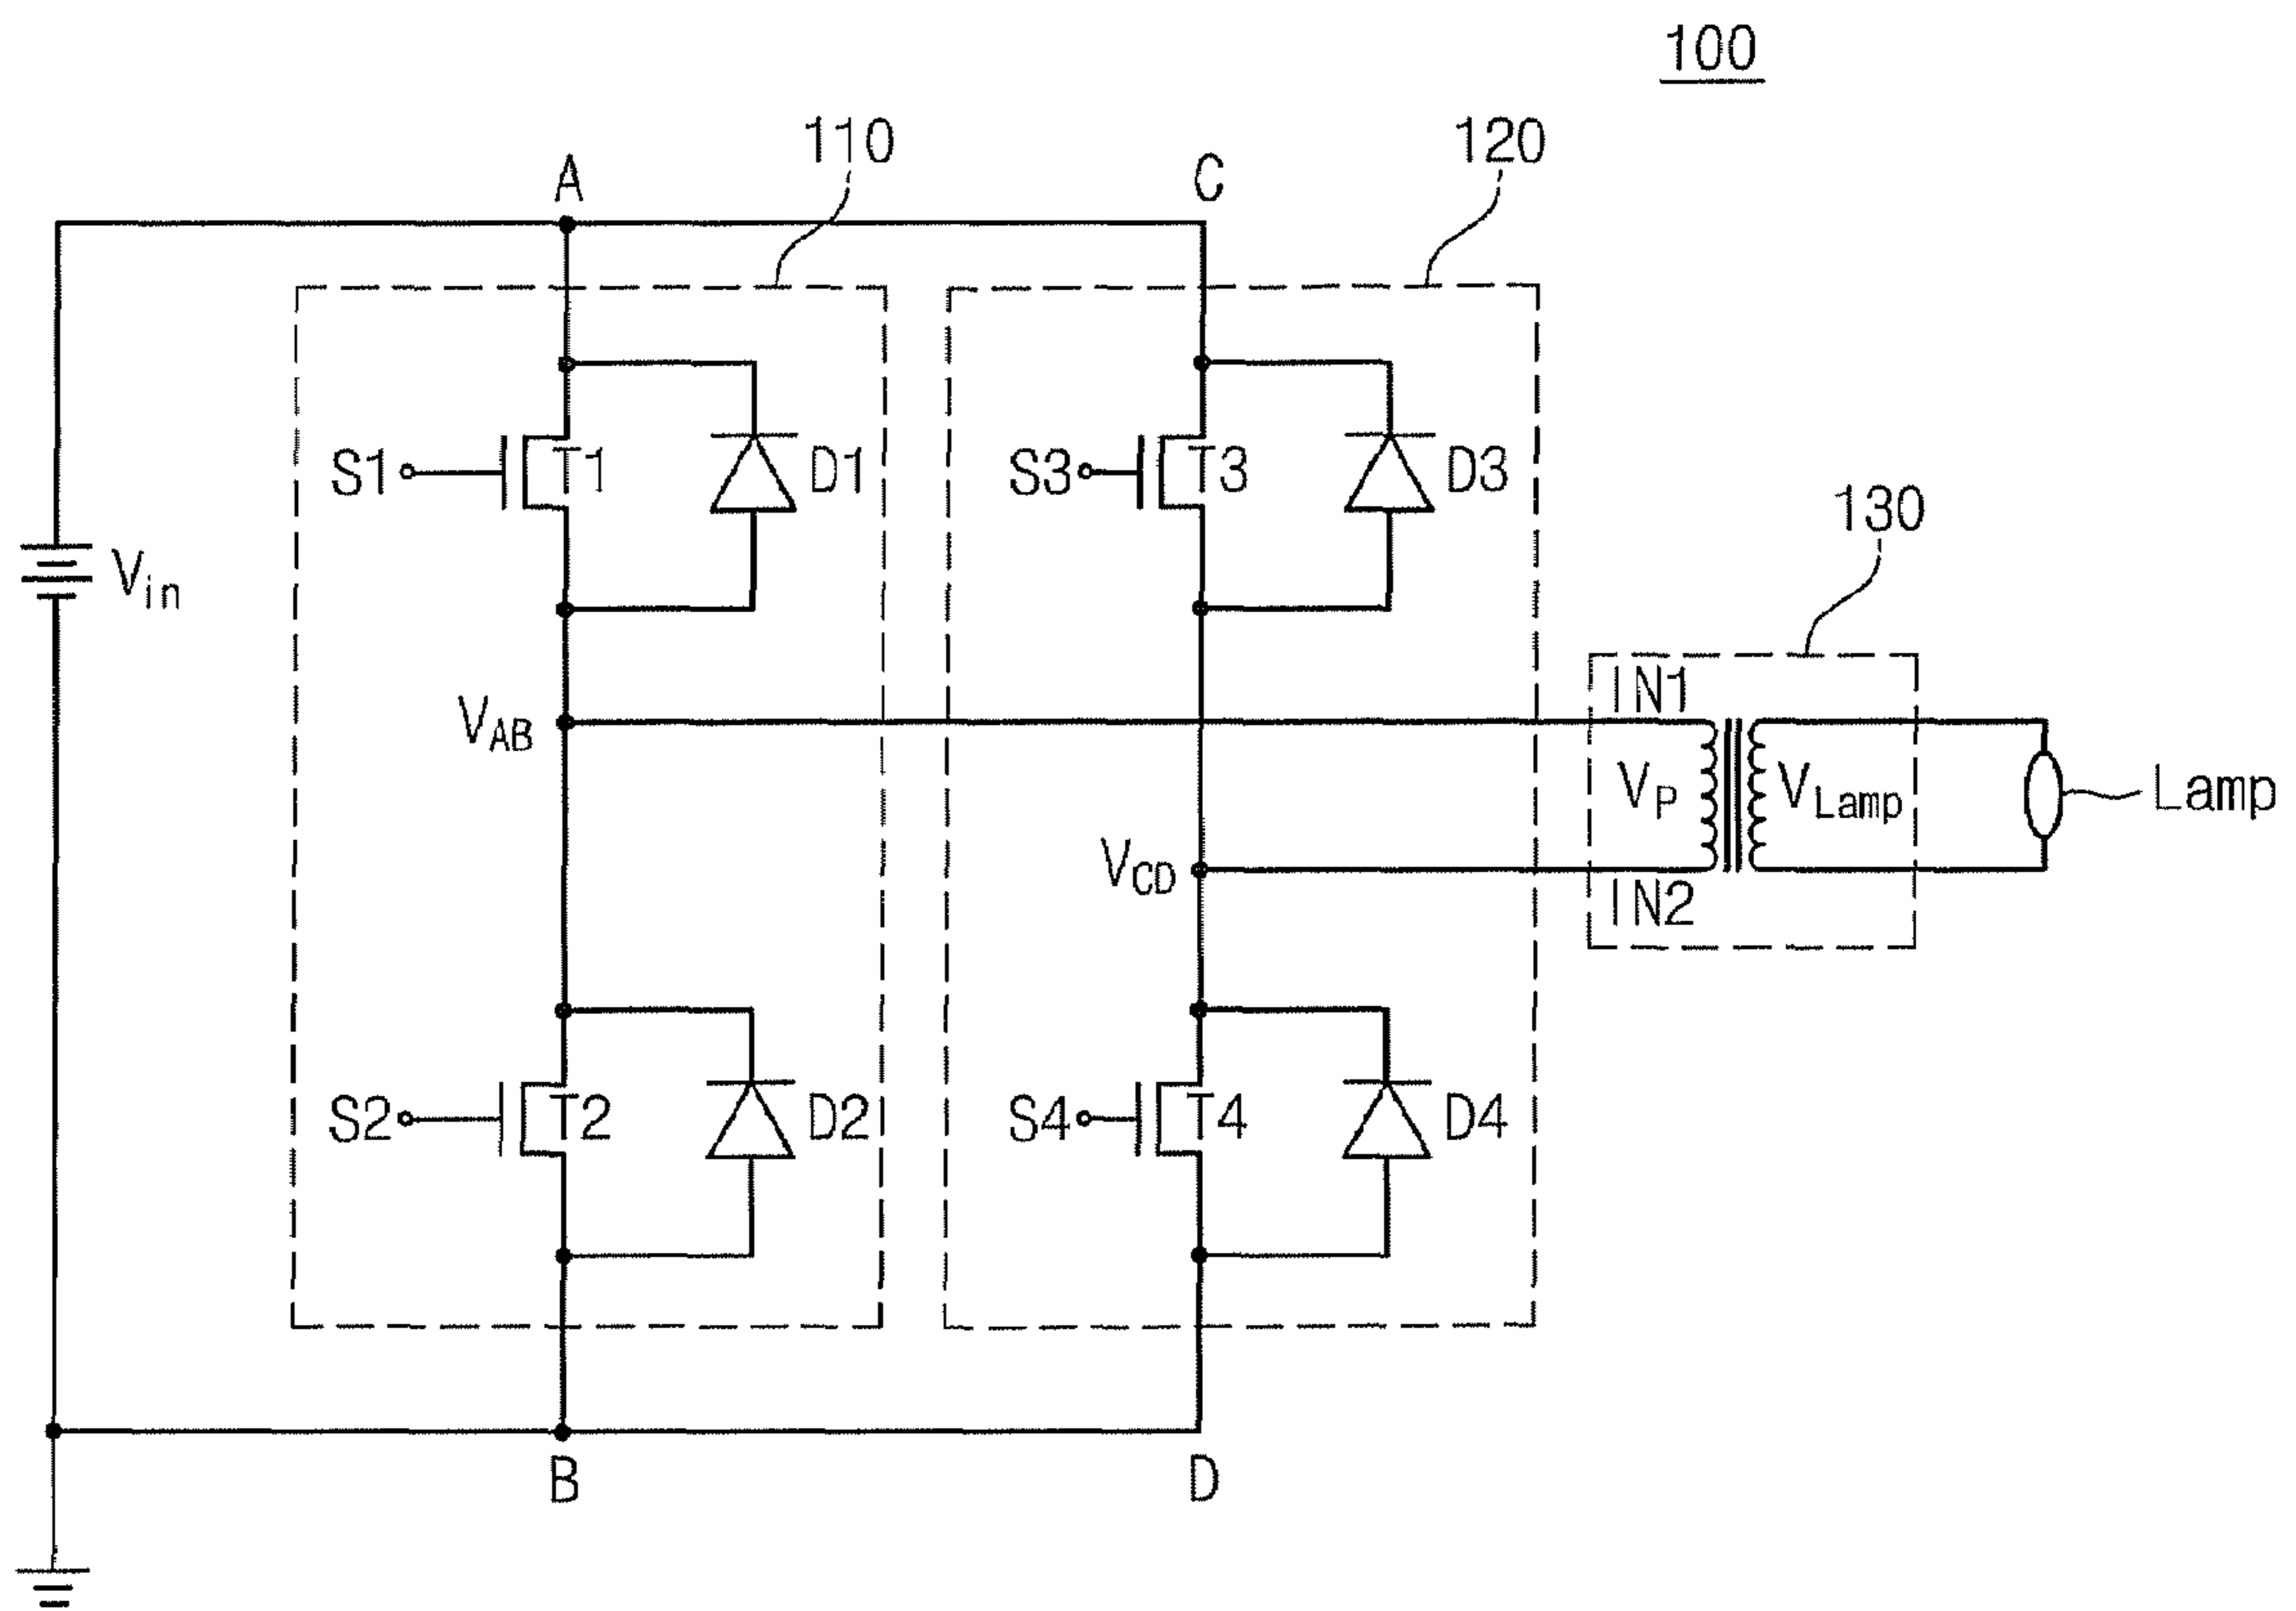 100
110
120
A
C
S1
T1
D1
S3
T3
D3
130
Vin
IN1
VAB
VP
VLamp
Lamp
VCD
IN2
S2
T2
D2
S4
T4
D4
B
D